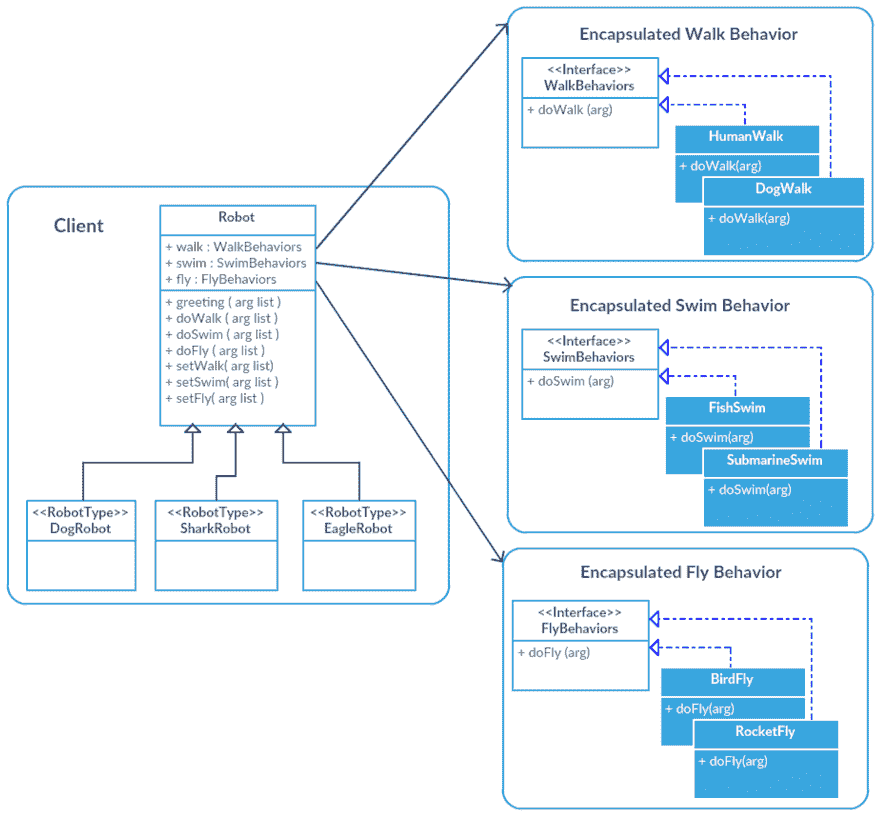 Client
Robot
+ walk : WalkBehaviors
+ swim : SwimBehaviors
+ fly : FlyBehaviors
+ greeting ( arg list )
+ doWalk ( arg list )
+ doSwim ( arg list )
+ doFly ( arg list )
+ setWalk( arg list)
+ setSwim( arg list )
+ setFly( arg list )
<<RobotType>>
DogRobot
<<RobotType>>
SharkRobot
<<RobotType>>
EagleRobot
Encapsulated Walk Behavior
<<Interface>>
WalkBehaviors
+ doWalk (arg)
HumanWalk
+ doWalk(arg)
DogWalk
+ doWalk(arg)
Encapsulated Swim Behavior
<<Interface>>
SwimBehaviors
+ doSwim (arg)
FishSwim
+ doSwim(arg)
SubmarineSwim
+ doSwim(arg)
Encapsulated Fly Behavior
<<Interface>>
FlyBehaviors
+ doFly (arg)
BirdFly
+ doFly(arg)
RocketFly
+ doFly(arg)